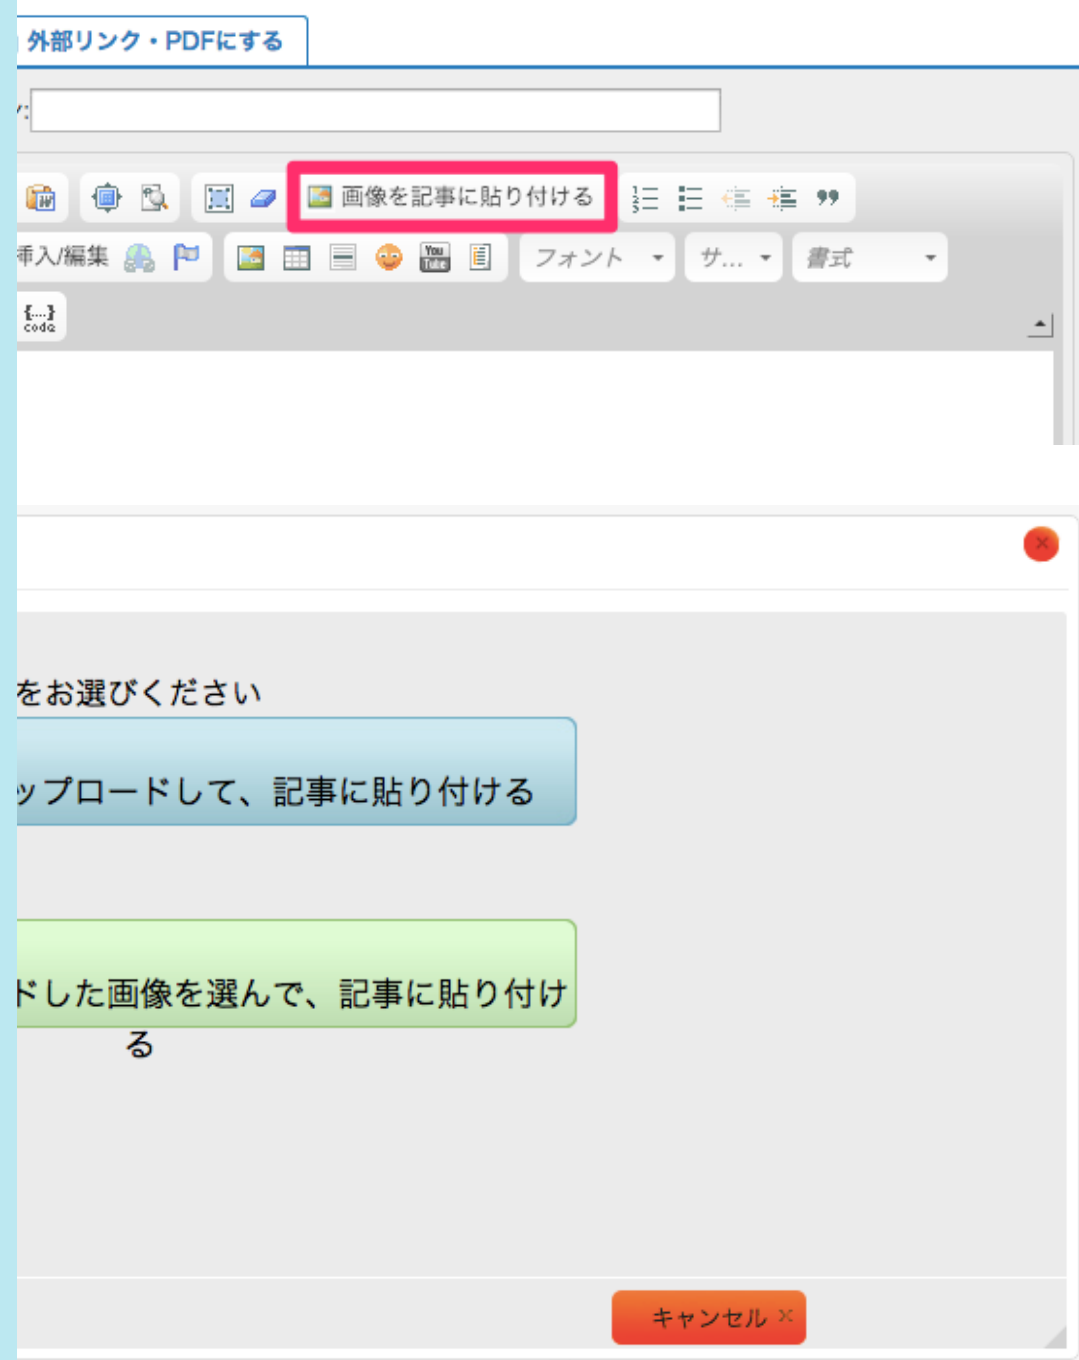 外部リンク・PDFにする
画像を記事に貼り付ける
挿入/編集
You
Tube
フォント
サ...
書式
{...}
code
をお選びください
ップロードして、記事に貼り付ける
ドした画像を選んで、記事に貼り付け
る
キャンセル ×